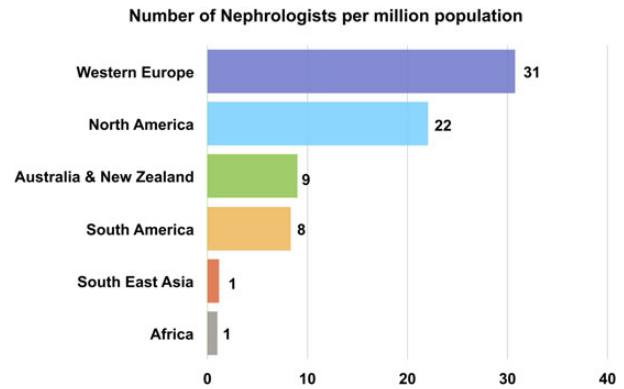 Number of Nephrologists per million population
Western Europe 31
North America 22
Australia & New Zealand 9
South America 8
South East Asia 1
Africa 1
0 10 20 30 40